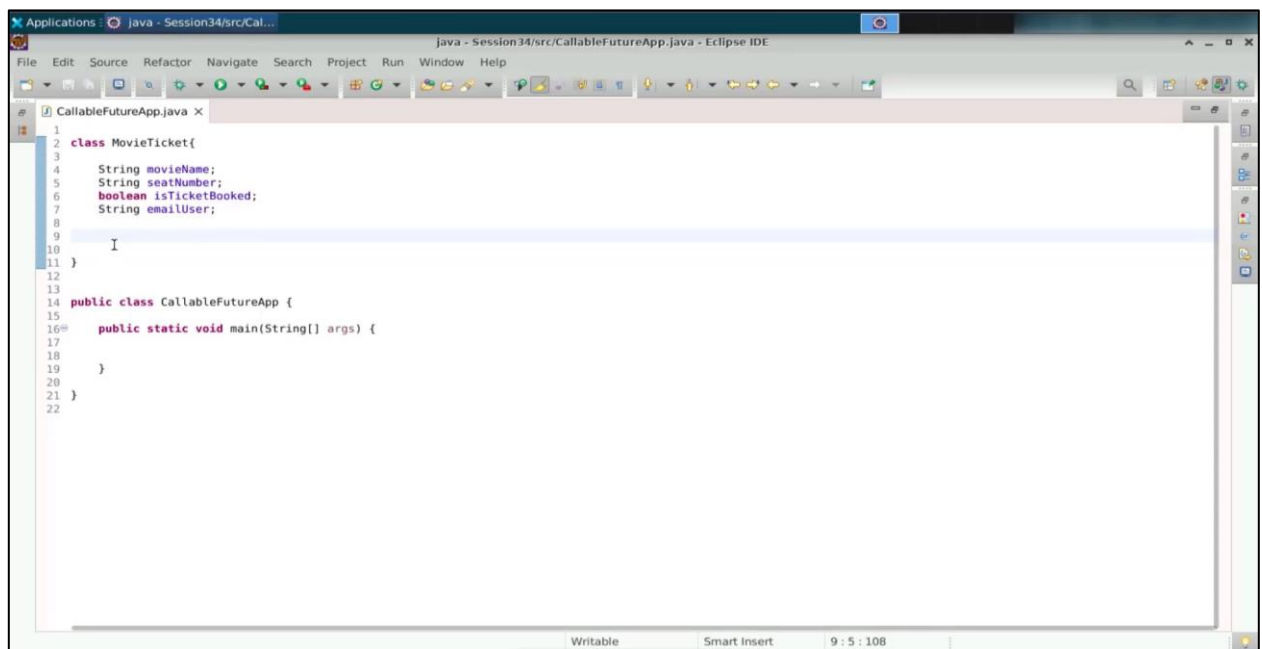 Applications : java - Session34/src/Cal...
java - Session34/src/CallableFutureApp.java - Eclipse IDE
File Edit Source Refactor Navigate Search Project Run Window Help
CallableFutureApp.java
1
2 class MovieTicket{
3
4 String movieName;
5 String seatNumber;
6 boolean isTicketBooked;
7 String emailUser;
8
9
10
11 }
12
13
14 public class CallableFutureApp {
15
16 public static void main(String[] args) {
17
18
19 }
20
21 }
22
Writable Smart Insert 9 : 5 : 108